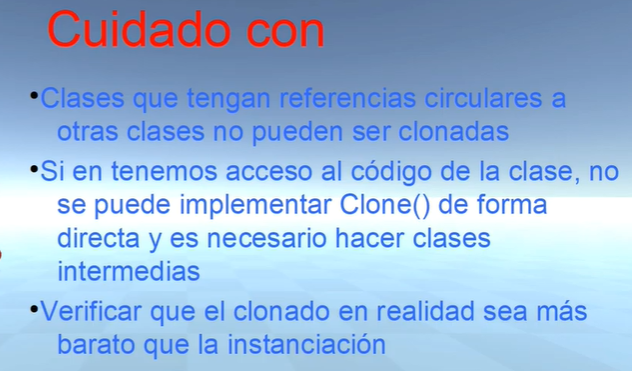 Cuidado con
•Clases que tengan referencias circulares a
otras clases no pueden ser clonadas
•Si en tenemos acceso al código de la clase, no
se puede implementar Clone() de forma
directa y es necesario hacer clases
intermedias
•Verificar que el clonado en realidad sea más
barato que la instanciación